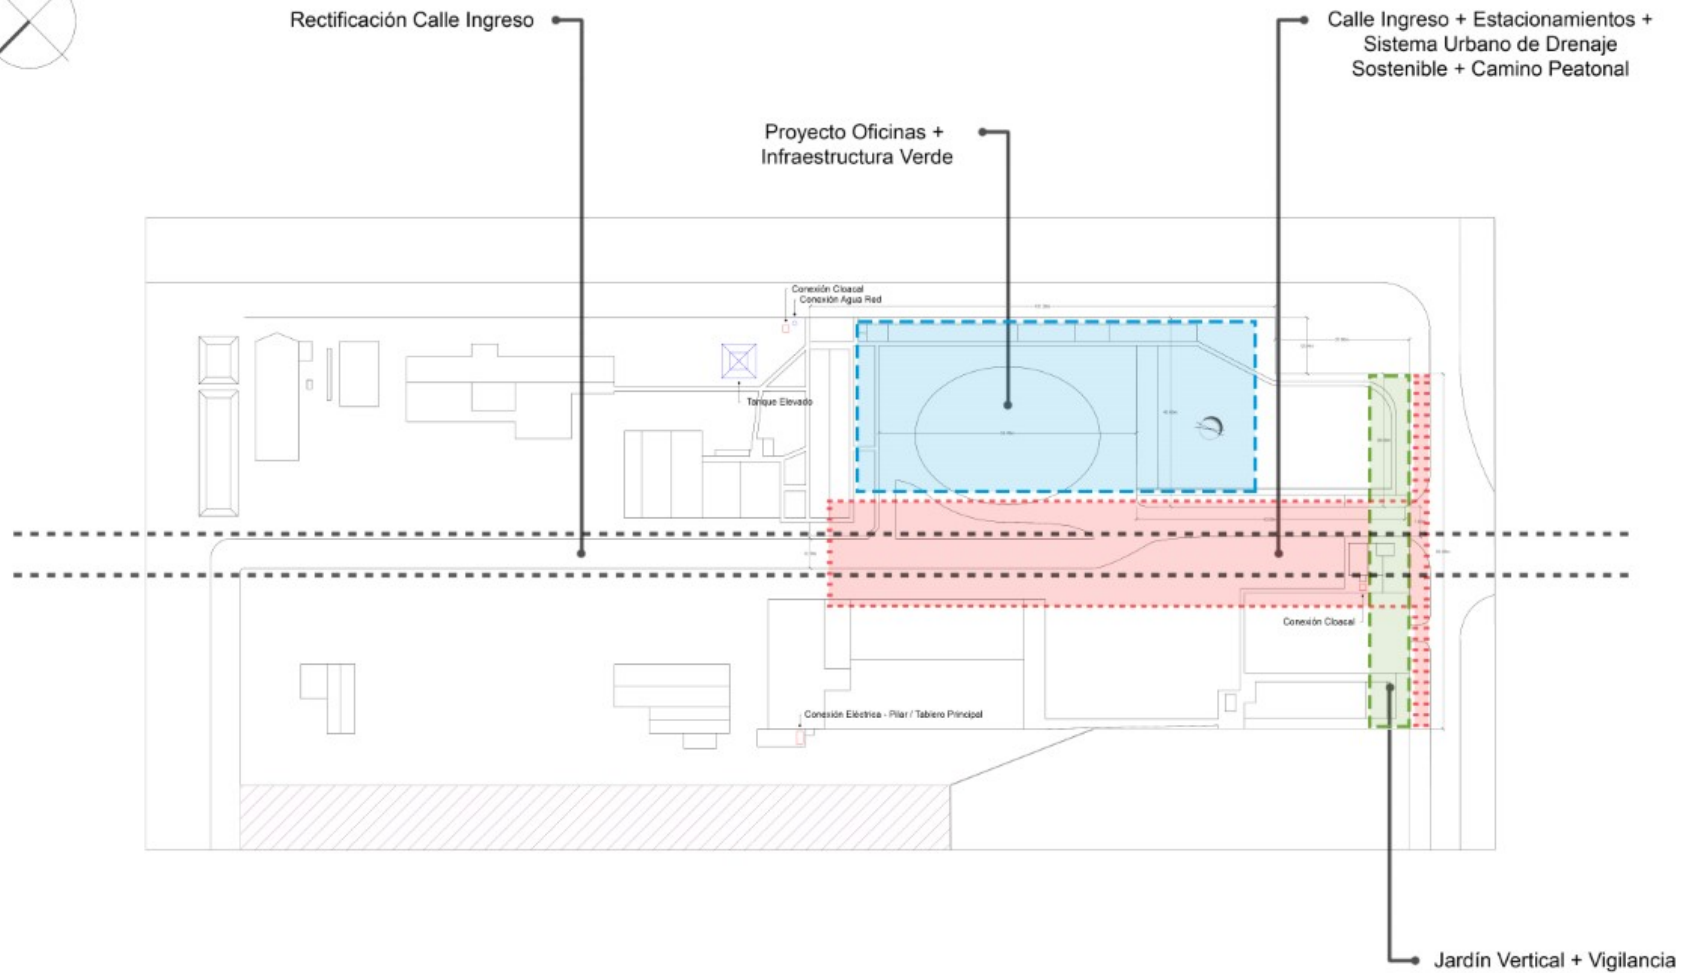 Rectificación Calle Ingreso
Calle Ingreso + Estacionamientos +
Sistema Urbano de Drenaje
Sostenible + Camino Peatonal
Proyecto Oficinas +
Infraestructura Verde
Conexión Cloacal
Conexión Agua Red
Tanque Elevado
Conexión Cloacal
Conexión Eléctrica - Pilar / Tablero Principal
Jardín Vertical + Vigilancia